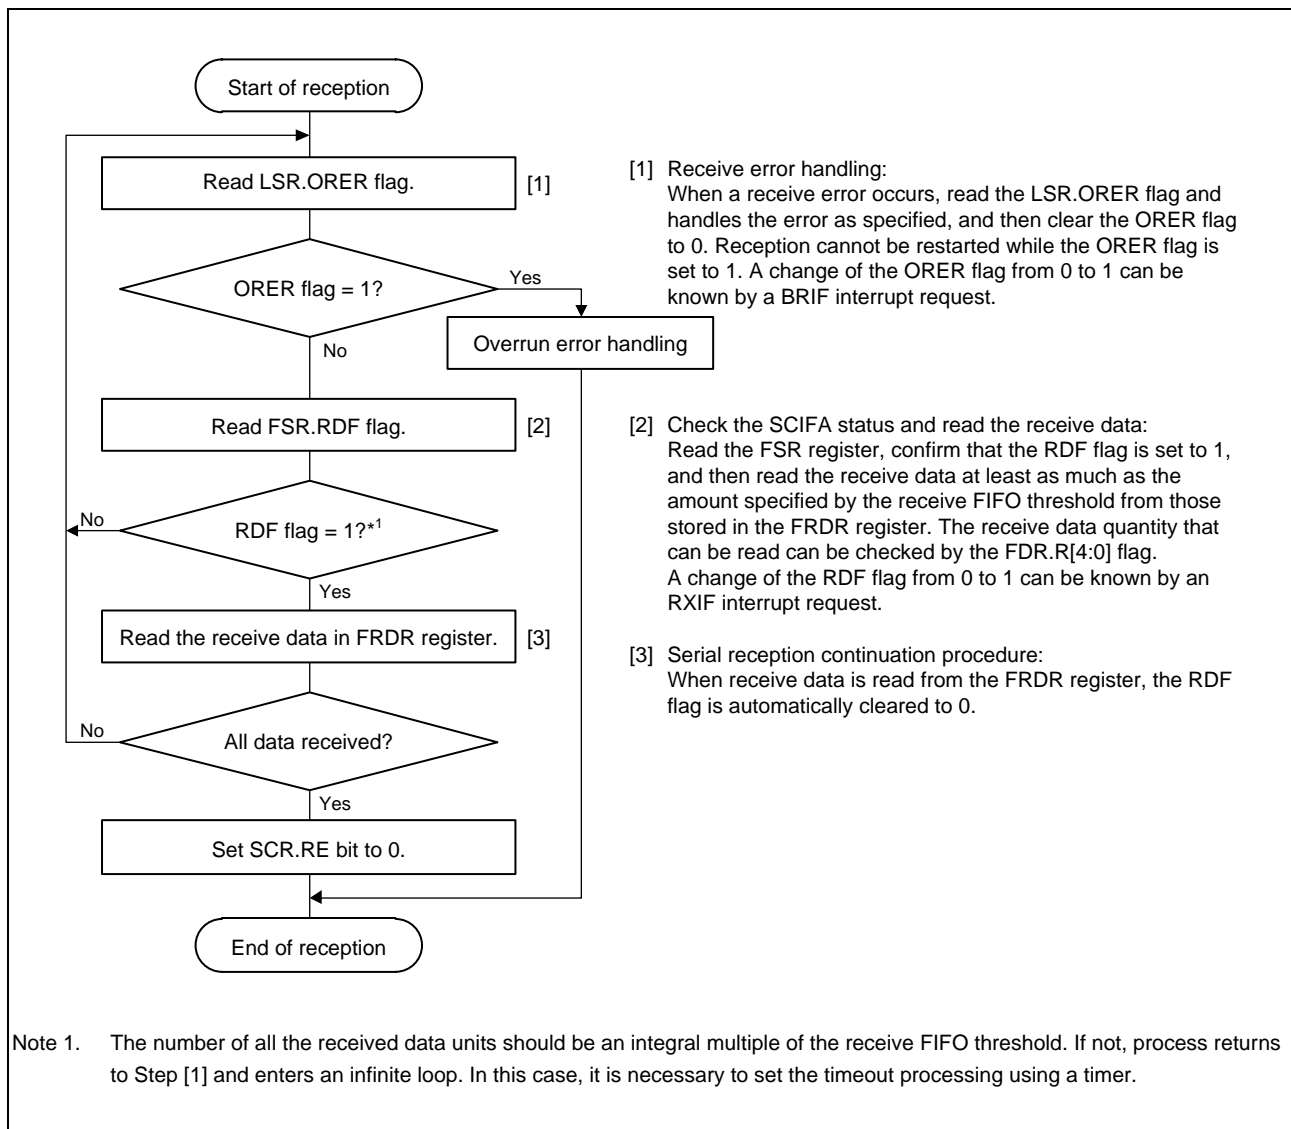 Start of reception
Read LSR.ORER flag.
[1]
ORER flag = 1?
Yes
Overrun error handling
No
Read FSR.RDF flag.
[2]
No
RDF flag = 1?*1
Yes
Read the receive data in FRDR register.
[3]
No
All data received?
Yes
Set SCR.RE bit to 0.
End of reception
[1] Receive error handling:
When a receive error occurs, read the LSR.ORER flag and
handles the error as specified, and then clear the ORER flag
to 0. Reception cannot be restarted while the ORER flag is
set to 1. A change of the ORER flag from 0 to 1 can be
known by a BRIF interrupt request.
[2] Check the SCIFA status and read the receive data:
Read the FSR register, confirm that the RDF flag is set to 1,
and then read the receive data at least as much as the
amount specified by the receive FIFO threshold from those
stored in the FRDR register. The receive data quantity that
can be read can be checked by the FDR.R[4:0] flag.
A change of the RDF flag from 0 to 1 can be known by an
RXIF interrupt request.
[3] Serial reception continuation procedure:
When receive data is read from the FRDR register, the RDF
flag is automatically cleared to 0.
Note 1. The number of all the received data units should be an integral multiple of the receive FIFO threshold. If not, process returns
to Step [1] and enters an infinite loop. In this case, it is necessary to set the timeout processing using a timer.